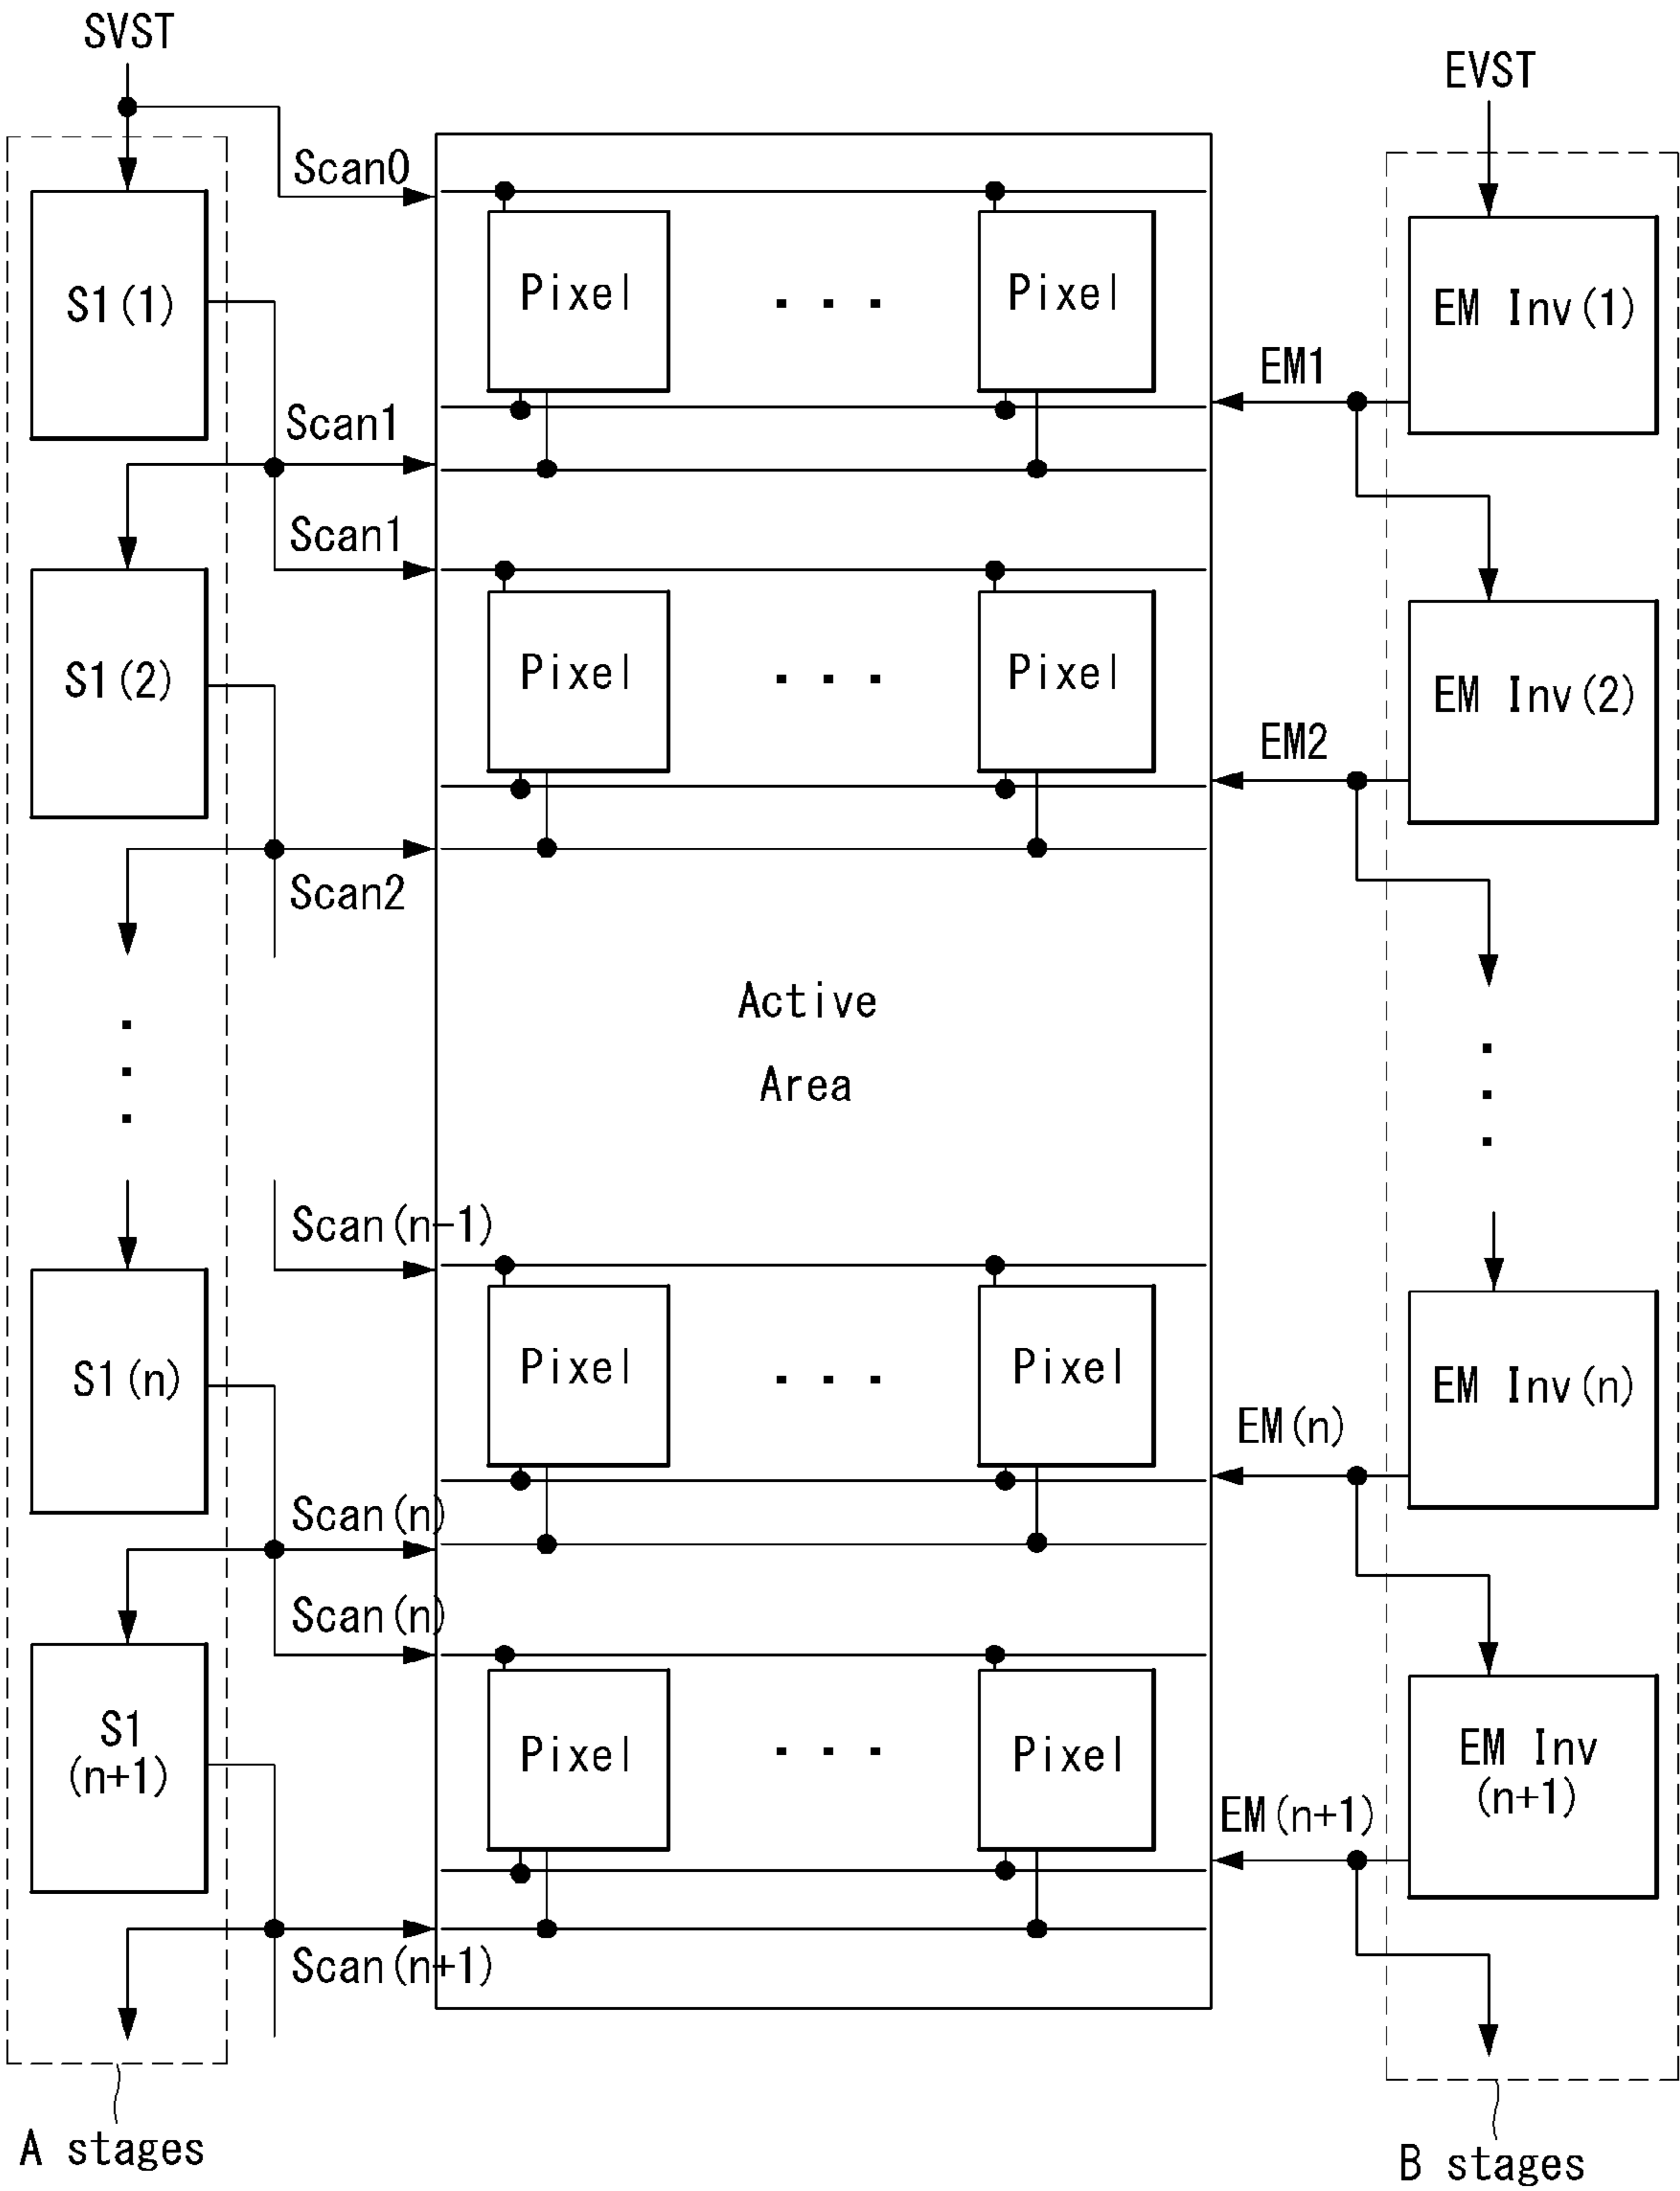 SVST
EVST
Scan0
S1(1)
Pixel
. . .
Pixel
EM Inv(1)
EM1
Scan1
Scan1
S1(2)
Pixel
. . .
Pixel
EM Inv(2)
EM2
Scan2
Active
Area
Scan(n-1)
S1(n)
Pixel
. . .
Pixel
EM Inv(n)
EM(n)
Scan(n)
Scan(n)
S1
(n+1)
Pixel
. . .
Pixel
EM Inv
(n+1)
EM(n+1)
Scan(n+1)
A stages
B stages